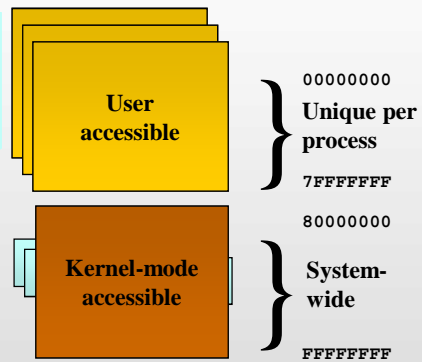 User
accessible
00000000
Unique per
process
7FFFFFFF
Kernel-mode
accessible
80000000
System-
wide
FFFFFFFF